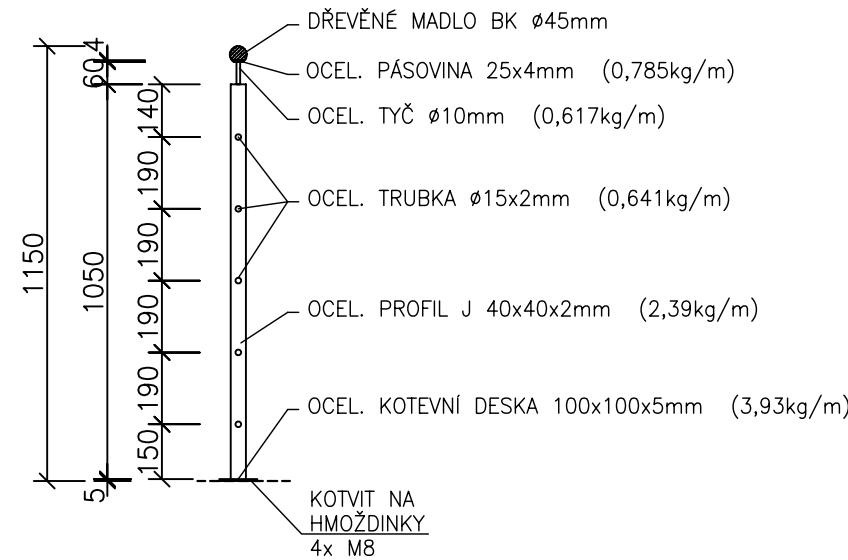 DŘEVĚNÉ MADLO BK ø45mm
OCEL. PÁSOVINA 25x4mm (0,785kg/m)
OCEL. TYČ ø10mm (0,617kg/m)
OCEL. TRUBKA ø15x2mm (0,641kg/m)
OCEL. PROFIL J 40x40x2mm (2,39kg/m)
OCEL. KOTEVNÍ DESKA 100x100x5mm (3,93kg/m)
KOTVIT NA
HMOŽDINKY
4x M8
1150
4
60
1050
5
140
190
190
190
190
150